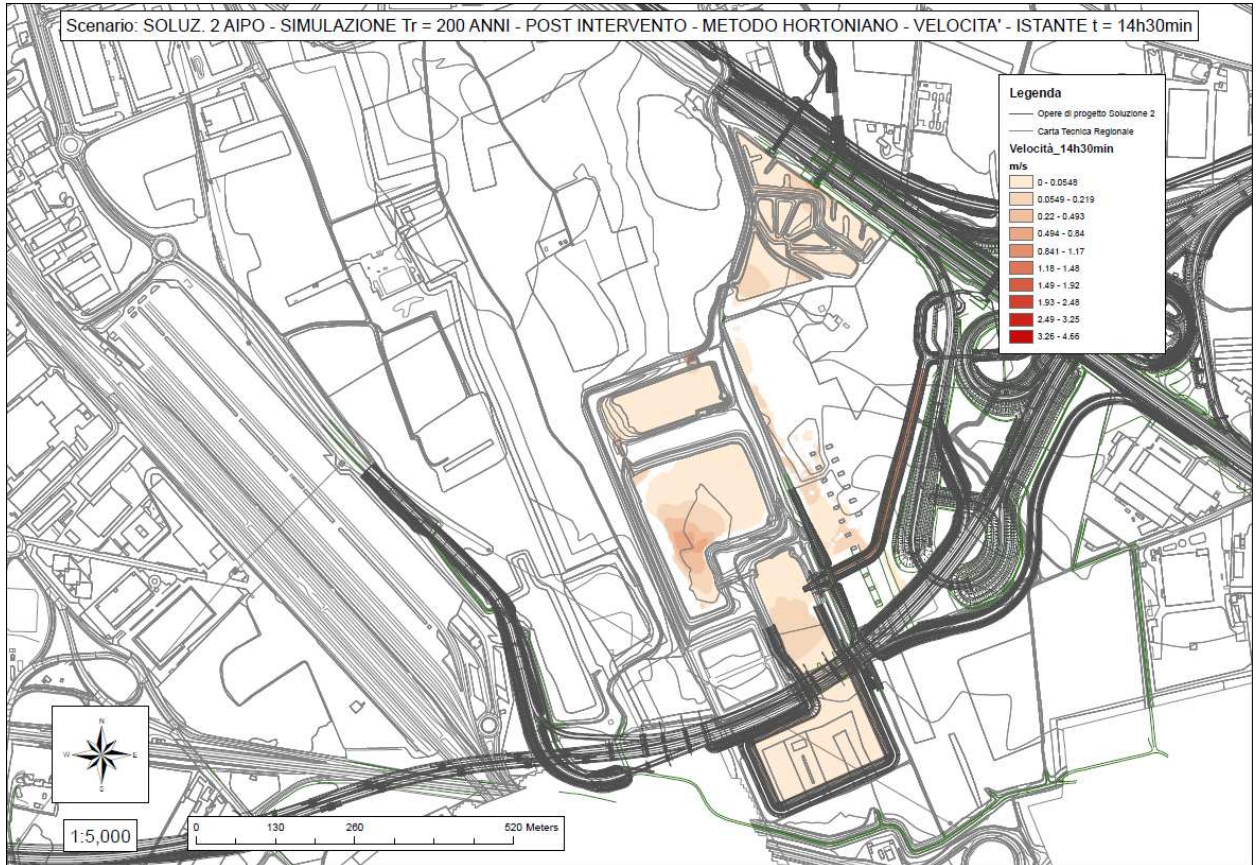 Scenario: SOLUZ. 2 AIPO - SIMULAZIONE Tr = 200 ANNI - POST INTERVENTO - METODO HORTONIANO - VELOCITA' - ISTANTE t = 14h30min
Legenda
Opere di progetto Soluzione 2
Carta Tecnica Regionale
Velocità_14h30min
m/s
0 - 0.0548
0.0549 - 0.219
0.22 - 0.493
0.494 - 0.84
0.841 - 1.17
1.18 - 1.48
1.49 - 1.92
1.93 - 2.48
2.49 - 3.25
3.26 - 4.66
N
W E
S
1:5,000
0 130 260 520 Meters